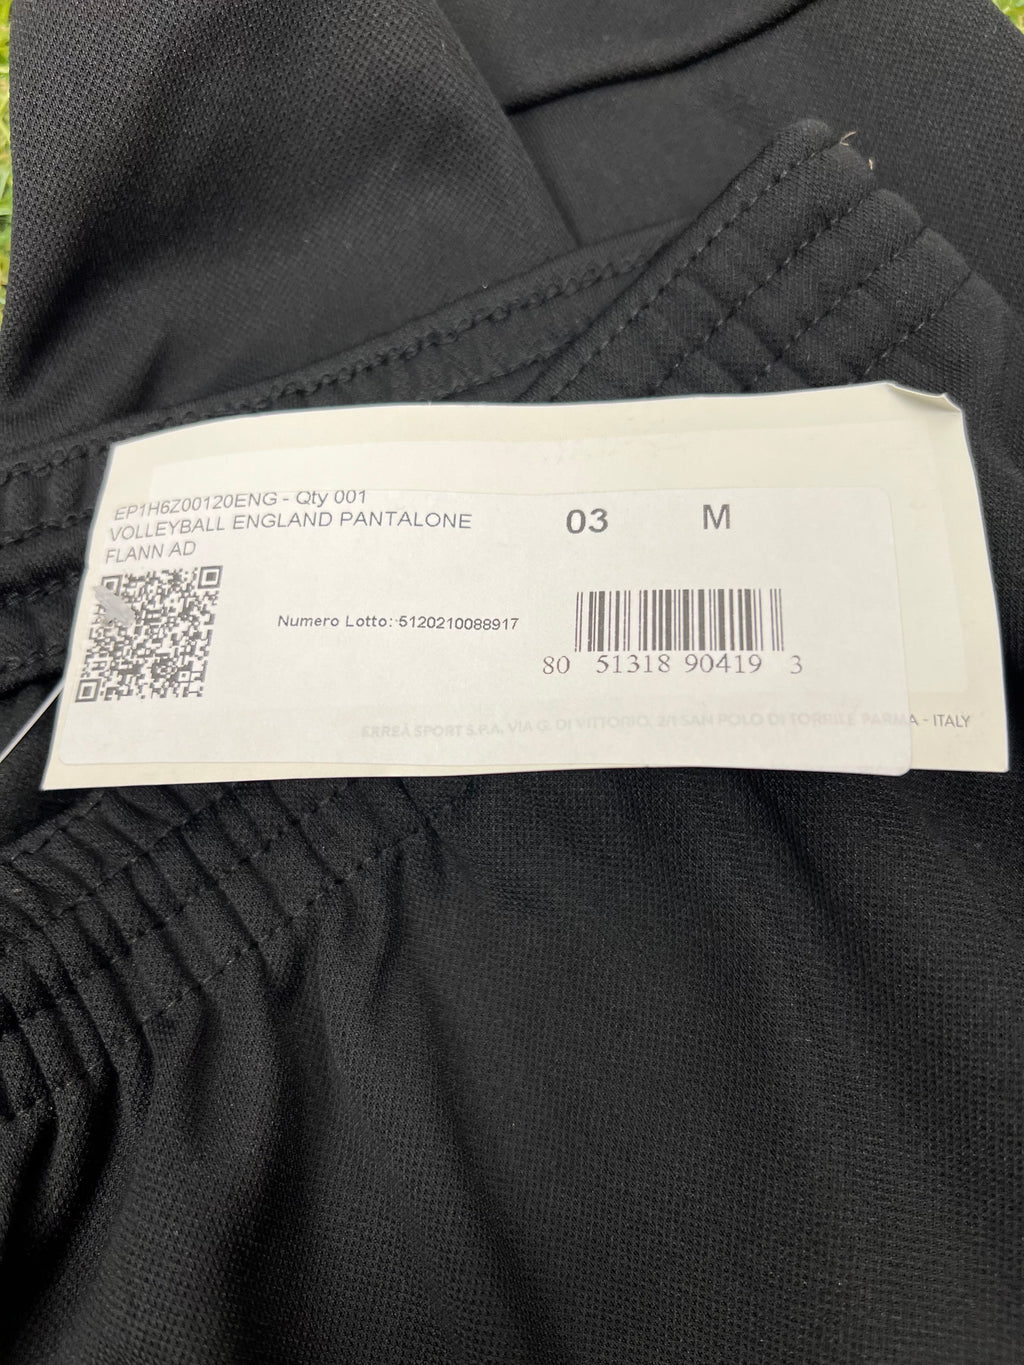 EP1H6Z00120ENG - Qty 001
VOLLEYBALL ENGLAND PANTALONE
FLANN AD
03 M
Numero Lotto: 5120210088917
80 51318 90419 3
ERREÀ SPORT S.P.A. VIA G. DI VITTORIO, 2/1 SAN POLO DI TORRILE PARMA - ITALY